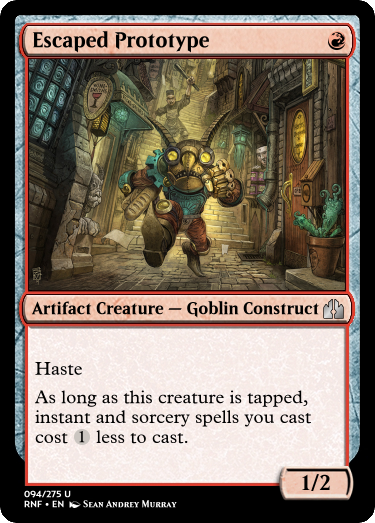 Escaped Prototype
Artifact Creature — Goblin Construct
Haste
As long as this creature is tapped,
instant and sorcery spells you cast
cost 1 less to cast.
1/2
094/275 U
RNF • EN Sean Andrey Murray